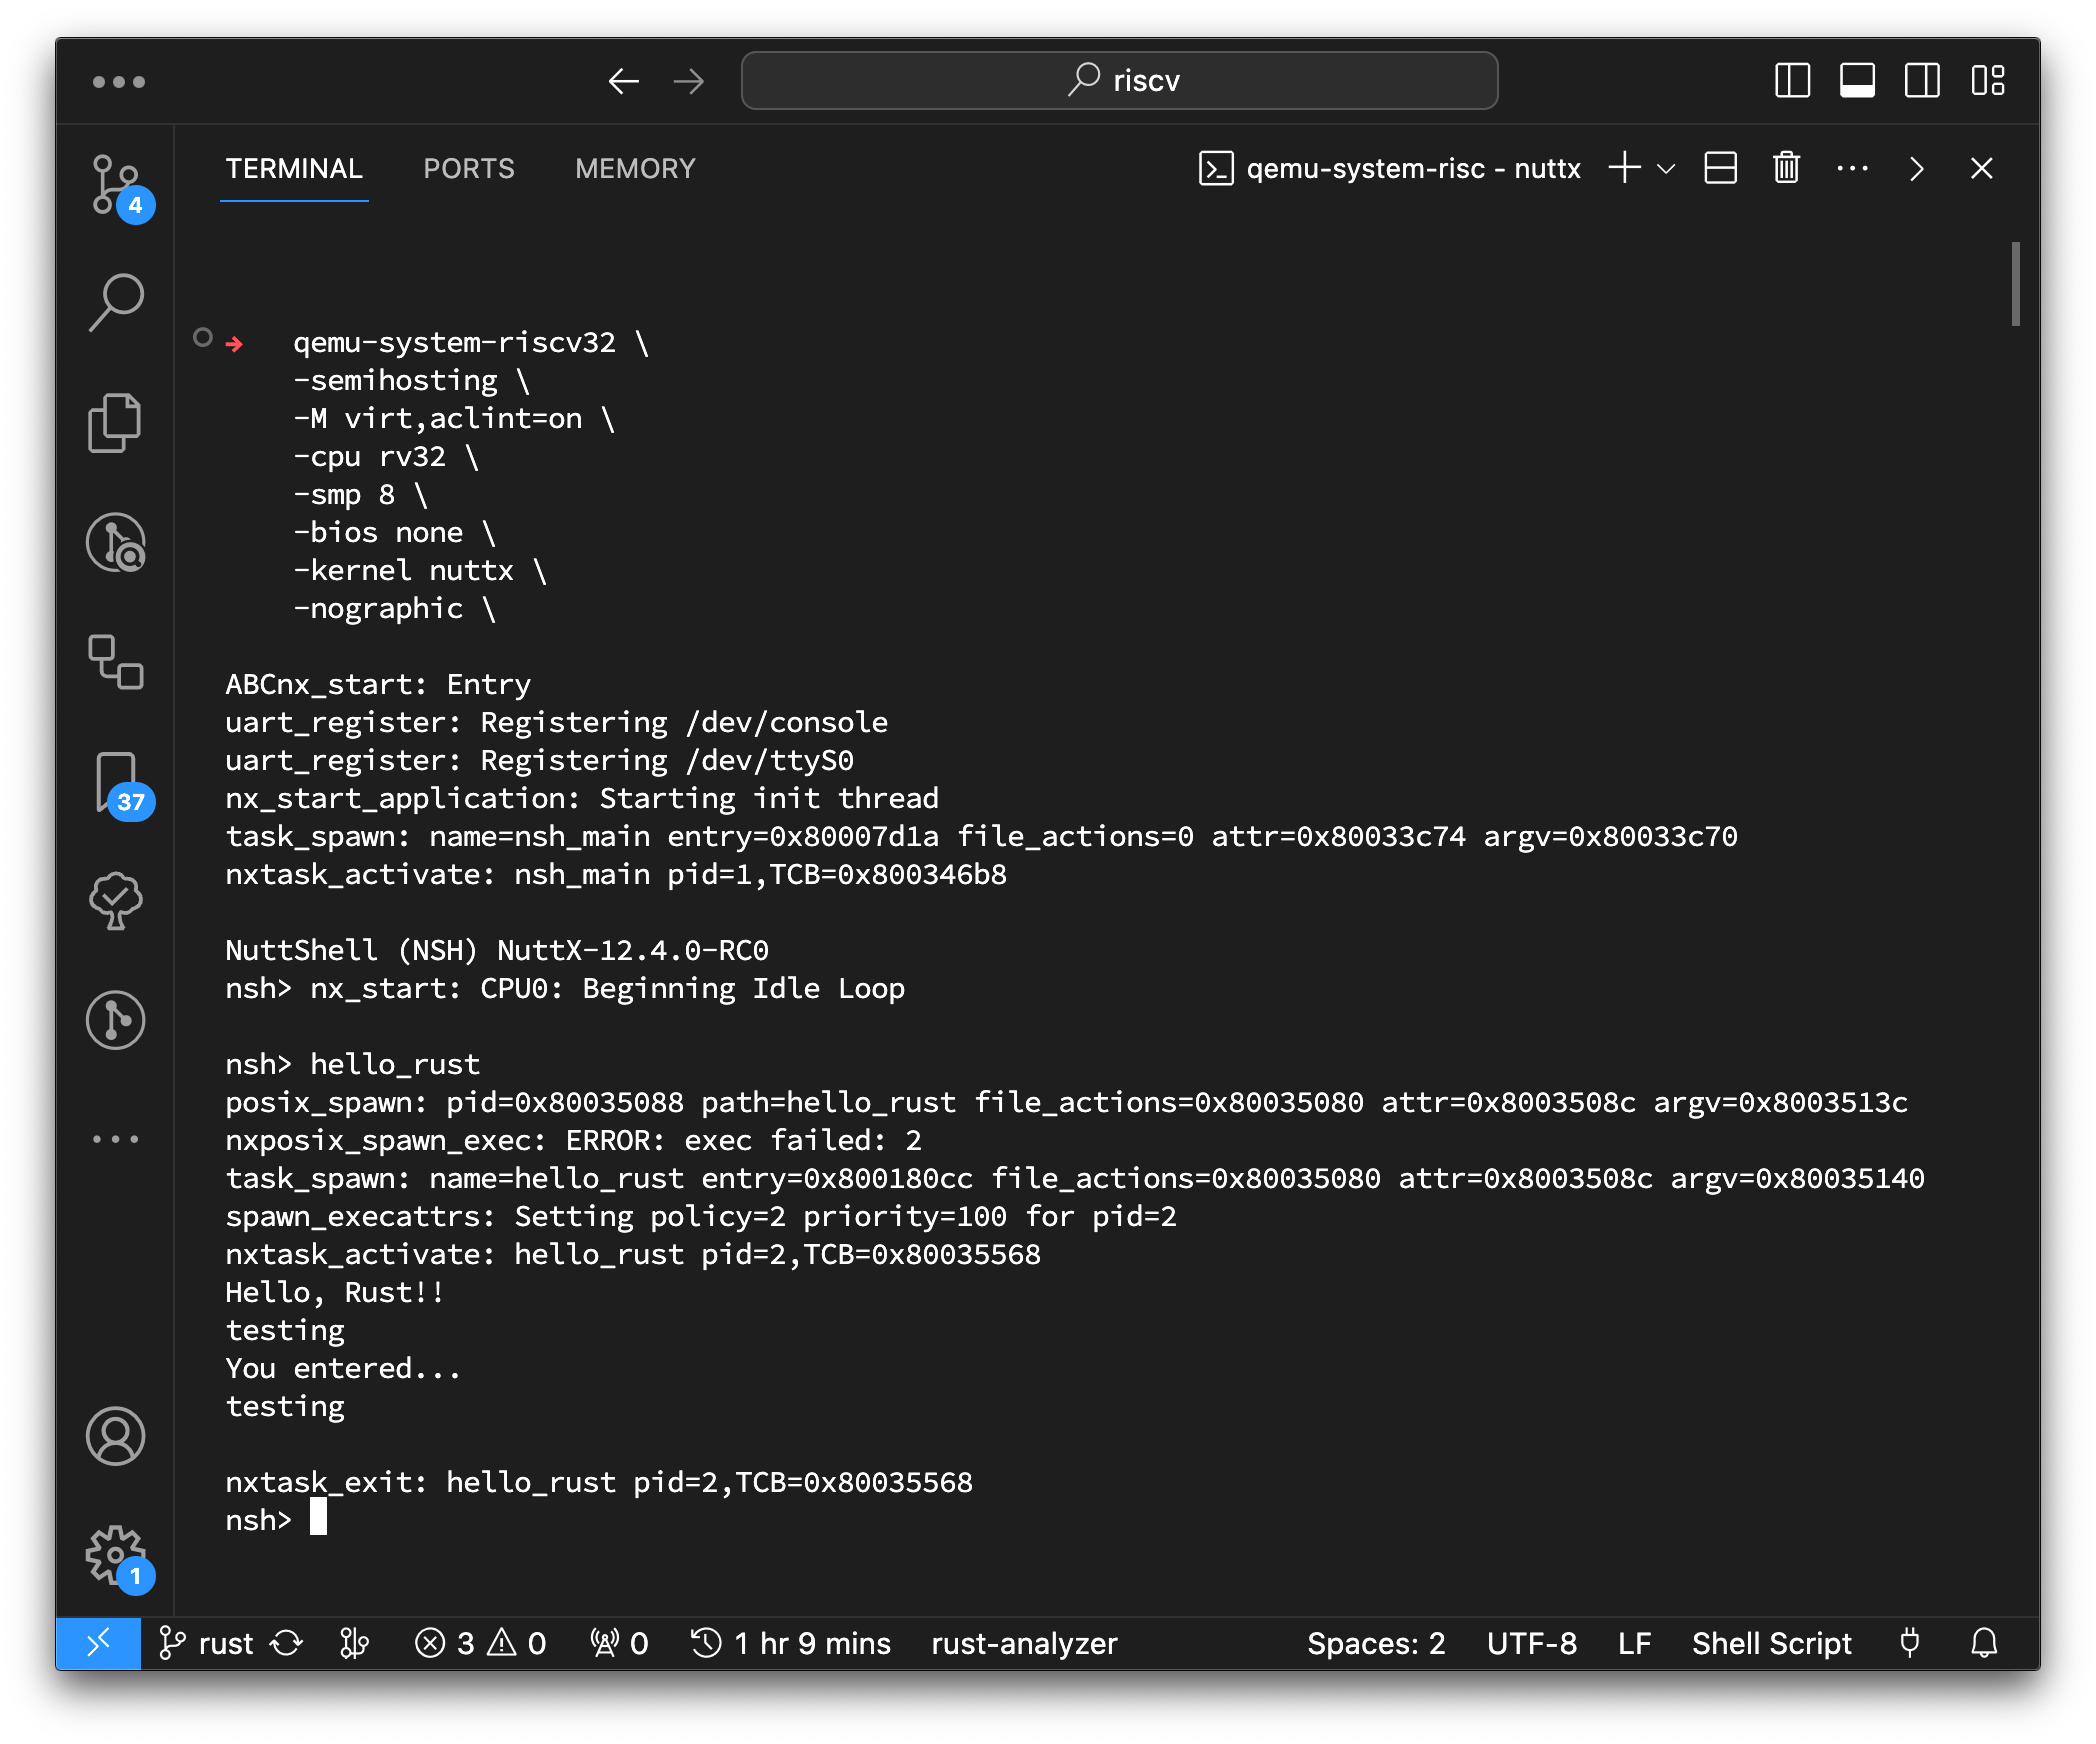 riscv
TERMINAL PORTS MEMORY qemu-system-risc - nuttx
4
qemu-system-riscv32 \
-semihosting \
-M virt,aclint=on \
-cpu rv32 \
-smp 8 \
-bios none \
-kernel nuttx \
-nographic \
ABCnx_start: Entry
uart_register: Registering /dev/console
uart_register: Registering /dev/ttyS0
nx_start_application: Starting init thread
37
task_spawn: name=nsh_main entry=0x80007d1a file_actions=0 attr=0x80033c74 argv=0x80033c70
nxtask_activate: nsh_main pid=1,TCB=0x800346b8
NuttShell (NSH) NuttX-12.4.0-RC0
nsh> nx_start: CPU0: Beginning Idle Loop
nsh> hello_rust
posix_spawn: pid=0x80035088 path=hello_rust file_actions=0x80035080 attr=0x8003508c argv=0x8003513c
nxposix_spawn_exec: ERROR: exec failed: 2
task_spawn: name=hello_rust entry=0x800180cc file_actions=0x80035080 attr=0x8003508c argv=0x80035140
spawn_execattrs: Setting policy=2 priority=100 for pid=2
nxtask_activate: hello_rust pid=2,TCB=0x80035568
Hello, Rust!!
testing
You entered...
testing
nxtask_exit: hello_rust pid=2,TCB=0x80035568
nsh>
1
rust 3 0 0 1 hr 9 mins rust-analyzer Spaces: 2 UTF-8 LF Shell Script